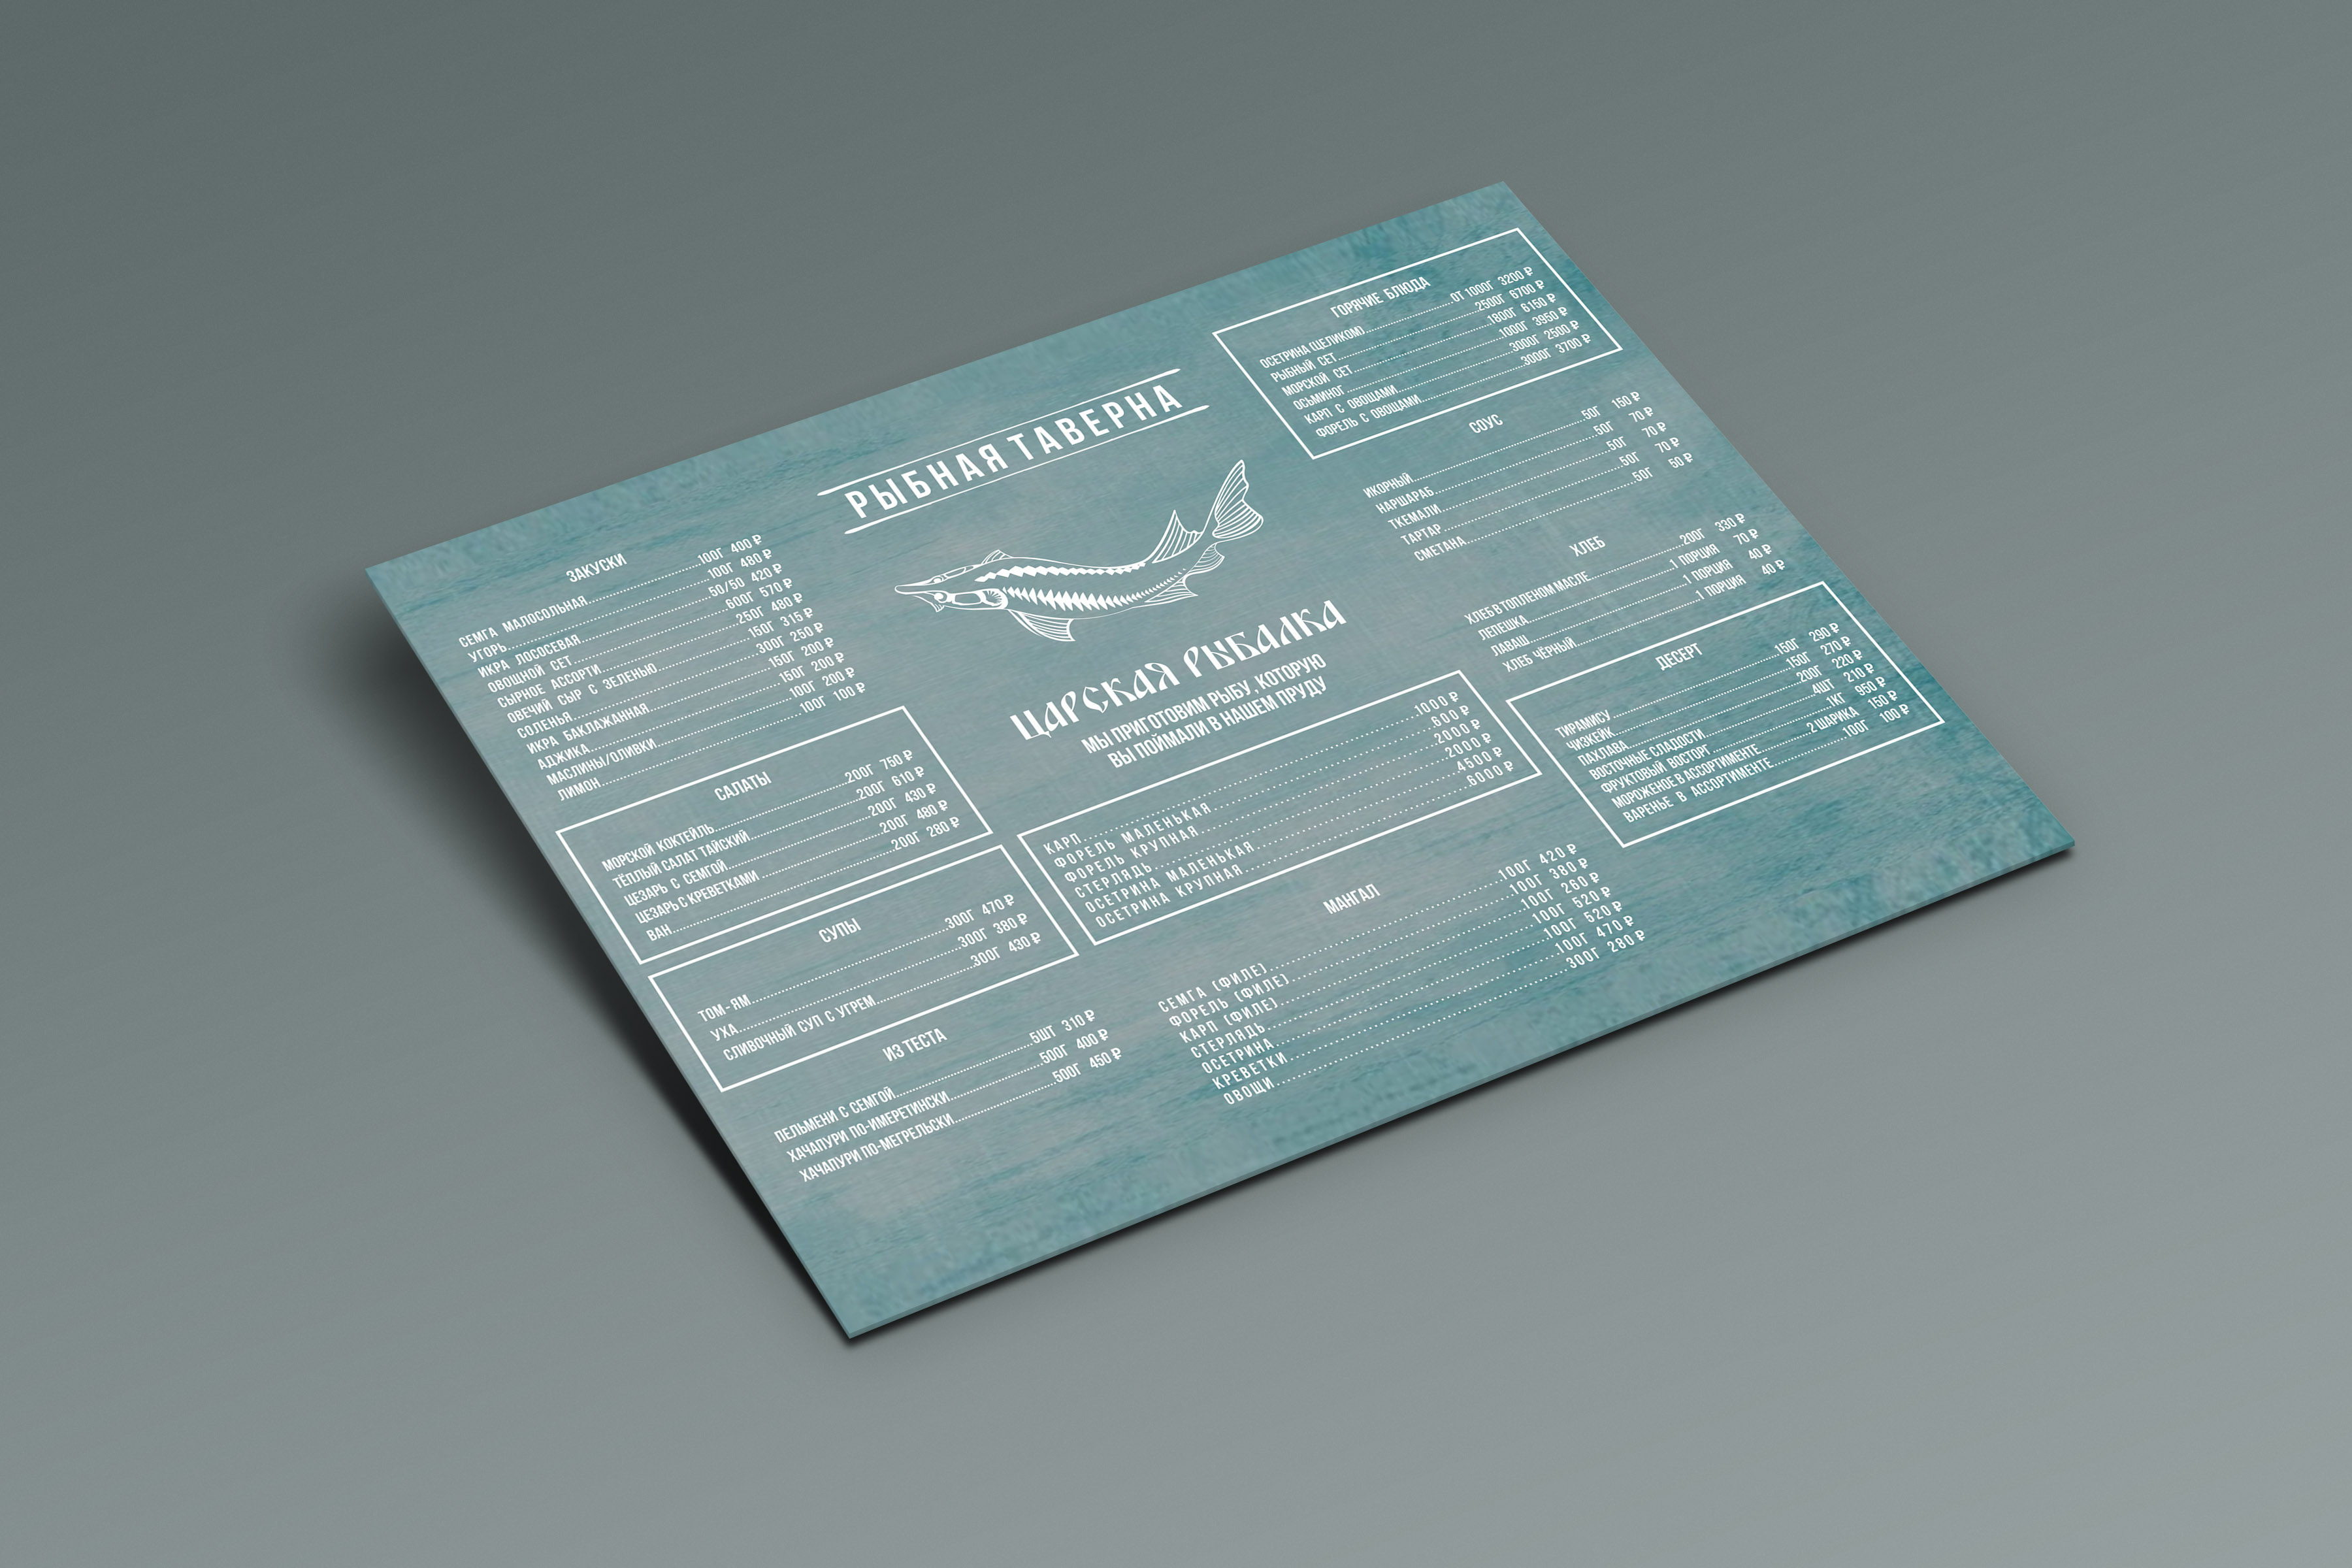 ЗАКУСКИ
СЕМГА МАЛОСОЛЬНАЯ....................100Г 400 ₽
УГОРЬ....................100Г 480 ₽
ИКРА ЛОСОСЕВАЯ....................50/50 420 ₽
ОВОЩНОЙ СЕТ....................600Г 570 ₽
СЫРНОЕ АССОРТИ....................250Г 480 ₽
ОВЕЧИЙ СЫР С ЗЕЛЕНЬЮ....................150Г 315 ₽
СОЛЕНЬЯ....................300Г 250 ₽
ИКРА БАКЛАЖАННАЯ....................150Г 200 ₽
АДЖИКА....................150Г 200 ₽
МАСЛИНЫ/ОЛИВКИ....................100Г 200 ₽
ЛИМОН....................100Г 100 ₽
САЛАТЫ
МОРСКОЙ КОКТЕЙЛЬ....................200Г 750 ₽
ТЁПЛЫЙ САЛАТ ТАЙСКИЙ....................200Г 610 ₽
ЦЕЗАРЬ С СЕМГОЙ....................200Г 430 ₽
ЦЕЗАРЬ С КРЕВЕТКАМИ....................200Г 480 ₽
ВАН....................200Г 280 ₽
СУПЫ
ТОМ-ЯМ....................300Г 470 ₽
УХА....................300Г 380 ₽
СЛИВОЧНЫЙ СУП С УГРЕМ....................300Г 430 ₽
ИЗ ТЕСТА
ПЕЛЬМЕНИ С СЕМГОЙ....................5ШТ 310 ₽
ХАЧАПУРИ ПО-ИМЕРЕТИНСКИ....................500Г 400 ₽
ХАЧАПУРИ ПО-МЕГРЕЛЬСКИ....................500Г 450 ₽
РЫБНАЯ ТАВЕРНА
ЦАРСКАЯ РЫБАЛКА
МЫ ПРИГОТОВИМ РЫБУ, КОТОРУЮ
ВЫ ПОЙМАЛИ В НАШЕМ ПРУДУ
КАРП....................1000 ₽
ФОРЕЛЬ МАЛЕНЬКАЯ....................600 ₽
ФОРЕЛЬ КРУПНАЯ....................2000 ₽
СТЕРЛЯДЬ....................2000 ₽
ОСЕТРИНА МАЛЕНЬКАЯ....................4500 ₽
ОСЕТРИНА КРУПНАЯ....................6000 ₽
МАНГАЛ
СЕМГА (ФИЛЕ)....................100Г 420 ₽
ФОРЕЛЬ (ФИЛЕ)....................100Г 380 ₽
КАРП (ФИЛЕ)....................100Г 260 ₽
СТЕРЛЯДЬ....................100Г 520 ₽
ОСЕТРИНА....................100Г 520 ₽
КРЕВЕТКИ....................100Г 470 ₽
ОВОЩИ....................300Г 280 ₽
ГОРЯЧИЕ БЛЮДА
ОСЕТРИНА (ЦЕЛИКОМ)....................ОТ 1000Г 3200 ₽
РЫБНЫЙ СЕТ....................2500Г 6700 ₽
МОРСКОЙ СЕТ....................1800Г 6150 ₽
ОСЬМИНОГ....................1000Г 3950 ₽
КАРП С ОВОЩАМИ....................3000Г 2500 ₽
ФОРЕЛЬ С ОВОЩАМИ....................3000Г 3700 ₽
СОУС
ИКОРНЫЙ....................50Г 150 ₽
НАРШАРАБ....................50Г 70 ₽
ТКЕМАЛИ....................50Г 70 ₽
ТАРТАР....................50Г 70 ₽
СМЕТАНА....................50Г 50 ₽
ХЛЕБ
ХЛЕБ В ТОПЛЕНОМ МАСЛЕ....................200Г 330 ₽
ЛЕПЕШКА....................1 ПОРЦИЯ 70 ₽
ЛАВАШ....................1 ПОРЦИЯ 40 ₽
ХЛЕБ ЧЁРНЫЙ....................1 ПОРЦИЯ 40 ₽
ДЕСЕРТ
ТИРАМИСУ....................150Г 290 ₽
ЧИЗКЕЙК....................150Г 270 ₽
ПАХЛАВА....................200Г 220 ₽
ВОСТОЧНЫЕ СЛАДОСТИ....................4ШТ 210 ₽
ФРУКТОВЫЙ ВОСТОРГ....................1КГ 950 ₽
МОРОЖЕНОЕ В АССОРТИМЕНТЕ....................2 ШАРИКА 150 ₽
ВАРЕНЬЕ В АССОРТИМЕНТЕ....................100Г 100 ₽